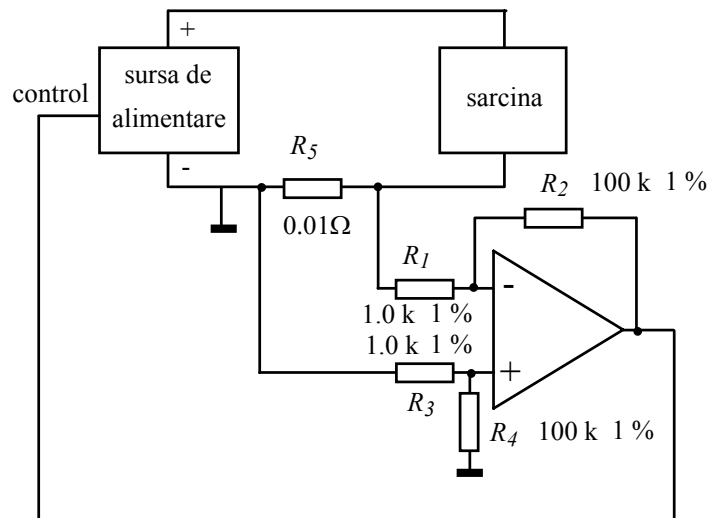 +
sursa de
alimentare
control
sarcina
-
R5
0.01Ω
R2 100 k 1 %
R1
1.0 k 1 %
-
1.0 k 1 %
+
R3
R4 100 k 1 %